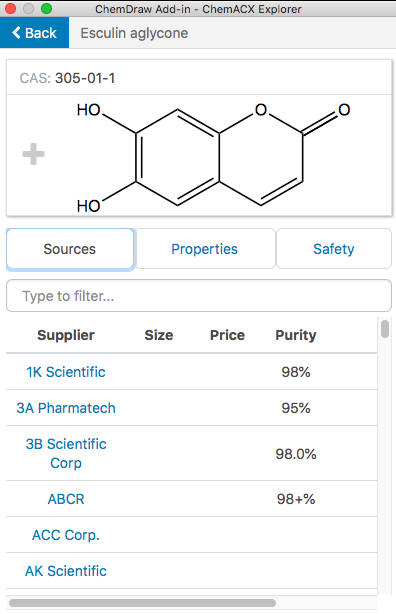 ChemDraw Add-in - ChemACX Explorer
Back Esculin aglycone
CAS: 305-01-1
HO O O
HO
Sources Properties Safety
Type to filter...
Supplier Size Price Purity
1K Scientific 98%
3A Pharmatech 95%
3B Scientific
Corp 98.0%
ABCR 98+%
ACC Corp.
AK Scientific